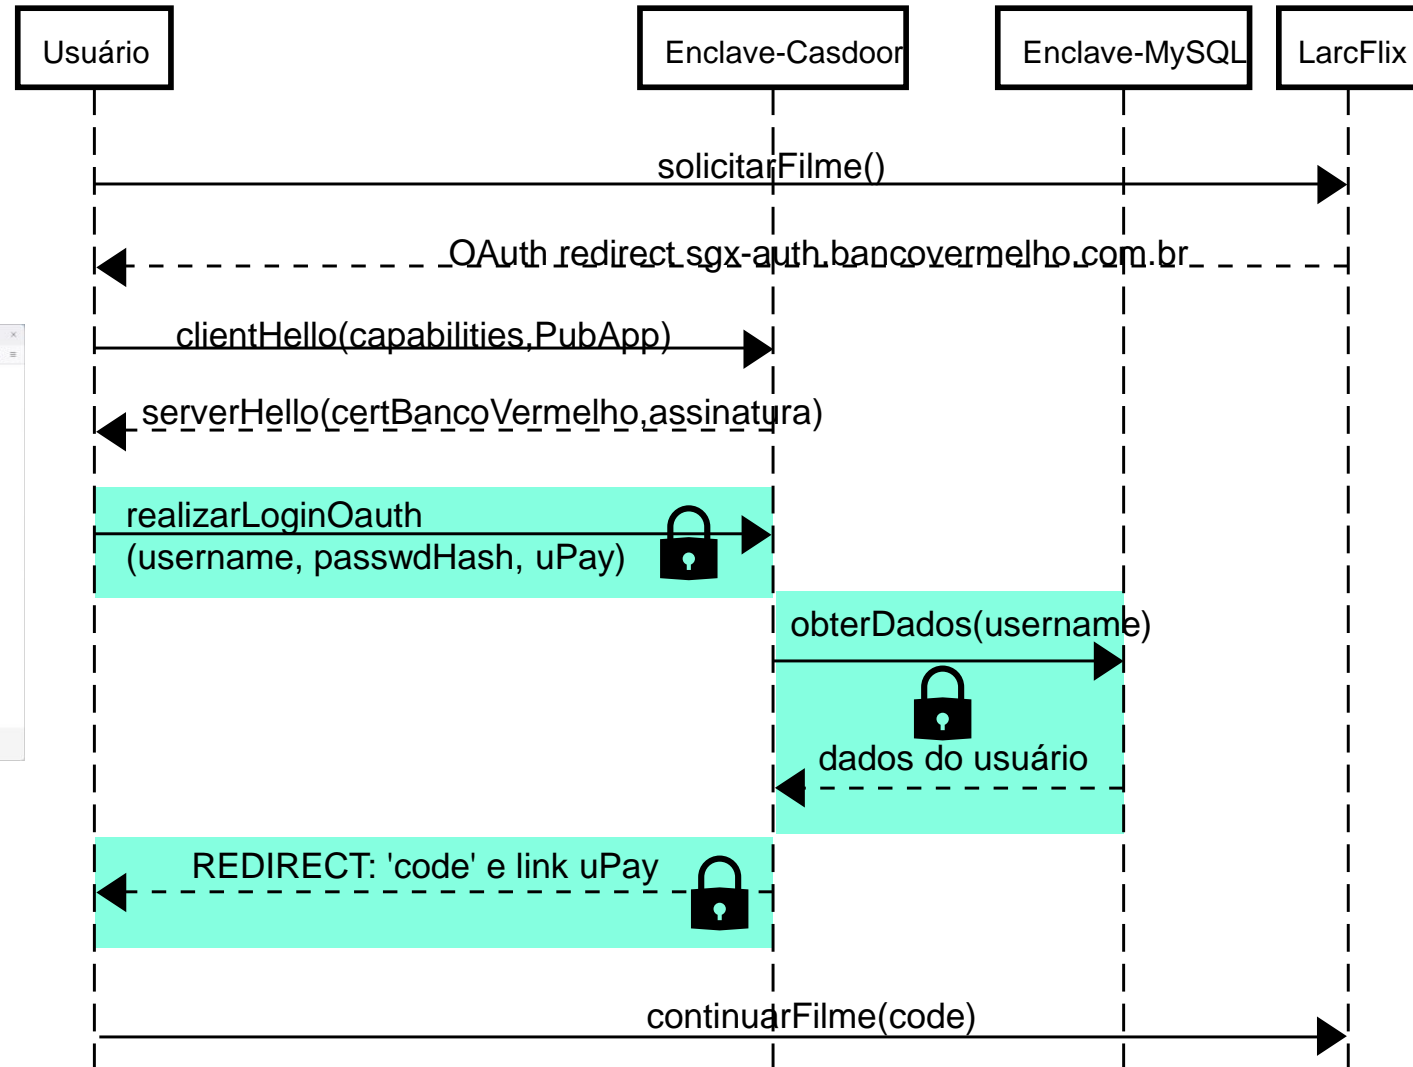 Usuário
Enclave-Casdoor
Enclave-MySQL
LarcFlix
solicitarFilme()
OAuth redirect sgx-auth.bancovermelho.com.br
clientHello(capabilities,PubApp)
serverHello(certBancoVermelho,assinatura)
realizarLoginOauth
(username, passwdHash, uPay)
obterDados(username)
dados do usuário
REDIRECT: 'code' e link uPay
continuarFilme(code)